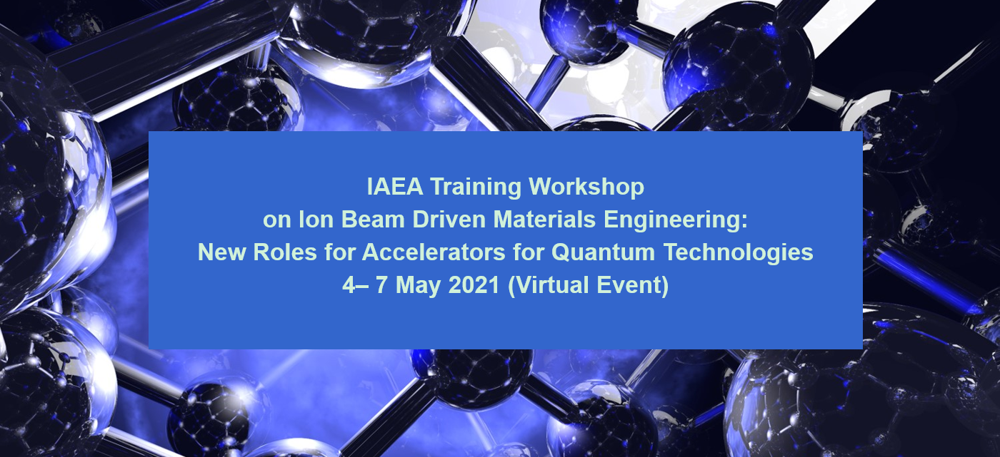 IAEA Training Workshop
on Ion Beam Driven Materials Engineering:
New Roles for Accelerators for Quantum Technologies
4– 7 May 2021 (Virtual Event)